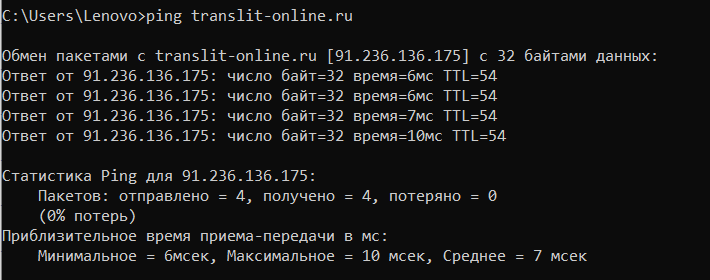 C:\Users\Lenovo>ping translit-online.ru
Обмен пакетами с translit-online.ru [91.236.136.175] с 32 байтами данных:
Ответ от 91.236.136.175: число байт=32 время=6мс TTL=54
Ответ от 91.236.136.175: число байт=32 время=6мс TTL=54
Ответ от 91.236.136.175: число байт=32 время=7мс TTL=54
Ответ от 91.236.136.175: число байт=32 время=10мс TTL=54
Статистика Ping для 91.236.136.175:
Пакетов: отправлено = 4, получено = 4, потеряно = 0
(0% потерь)
Приблизительное время приема-передачи в мс:
Минимальное = 6мсек, Максимальное = 10 мсек, Среднее = 7 мсек